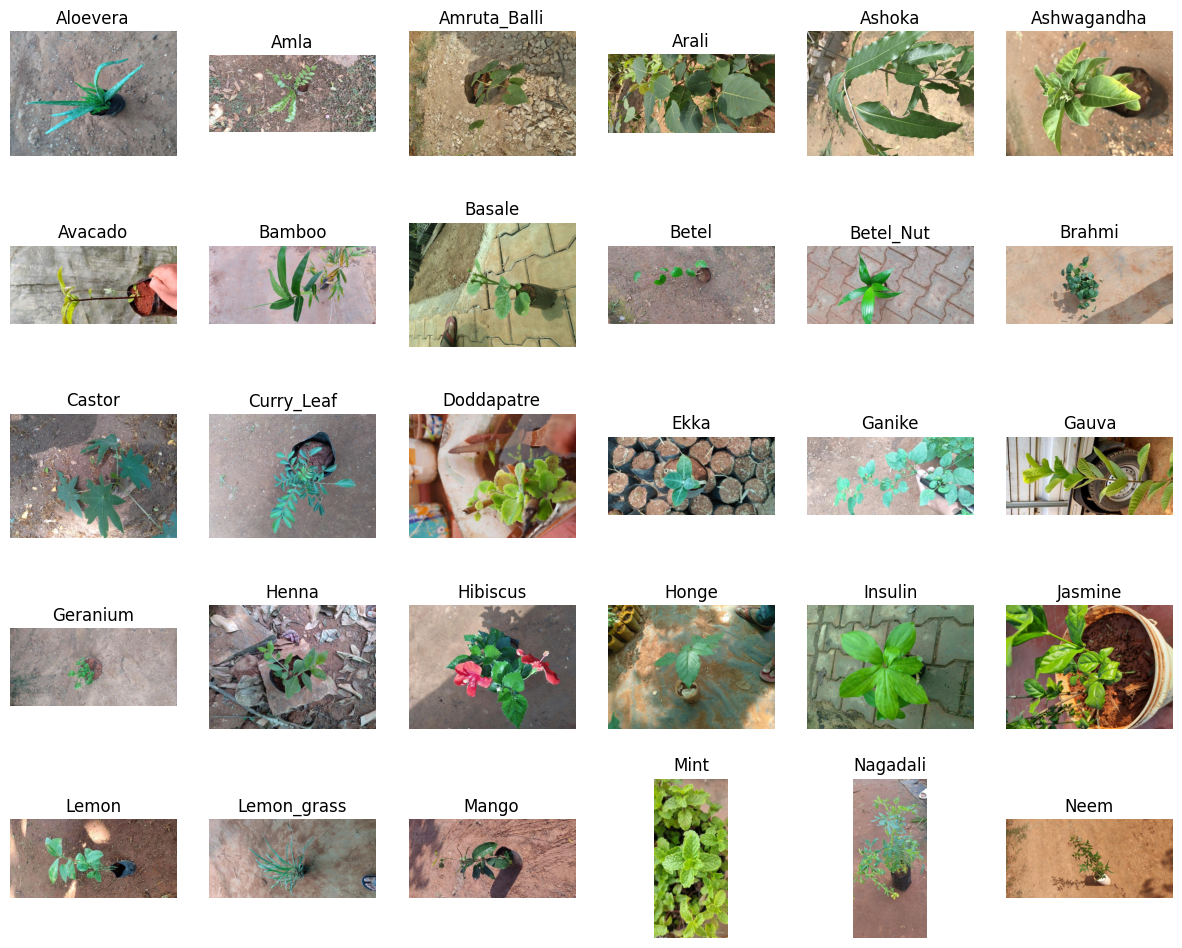 Aloevera
Amla
Amruta_Balli
Arali
Ashoka
Ashwagandha
Avacado
Bamboo
Basale
Betel
Betel_Nut
Brahmi
Castor
Curry_Leaf
Doddapatre
Ekka
Ganike
Gauva
Geranium
Henna
Hibiscus
Honge
Insulin
Jasmine
Lemon
Lemon_grass
Mango
Mint
Nagadali
Neem